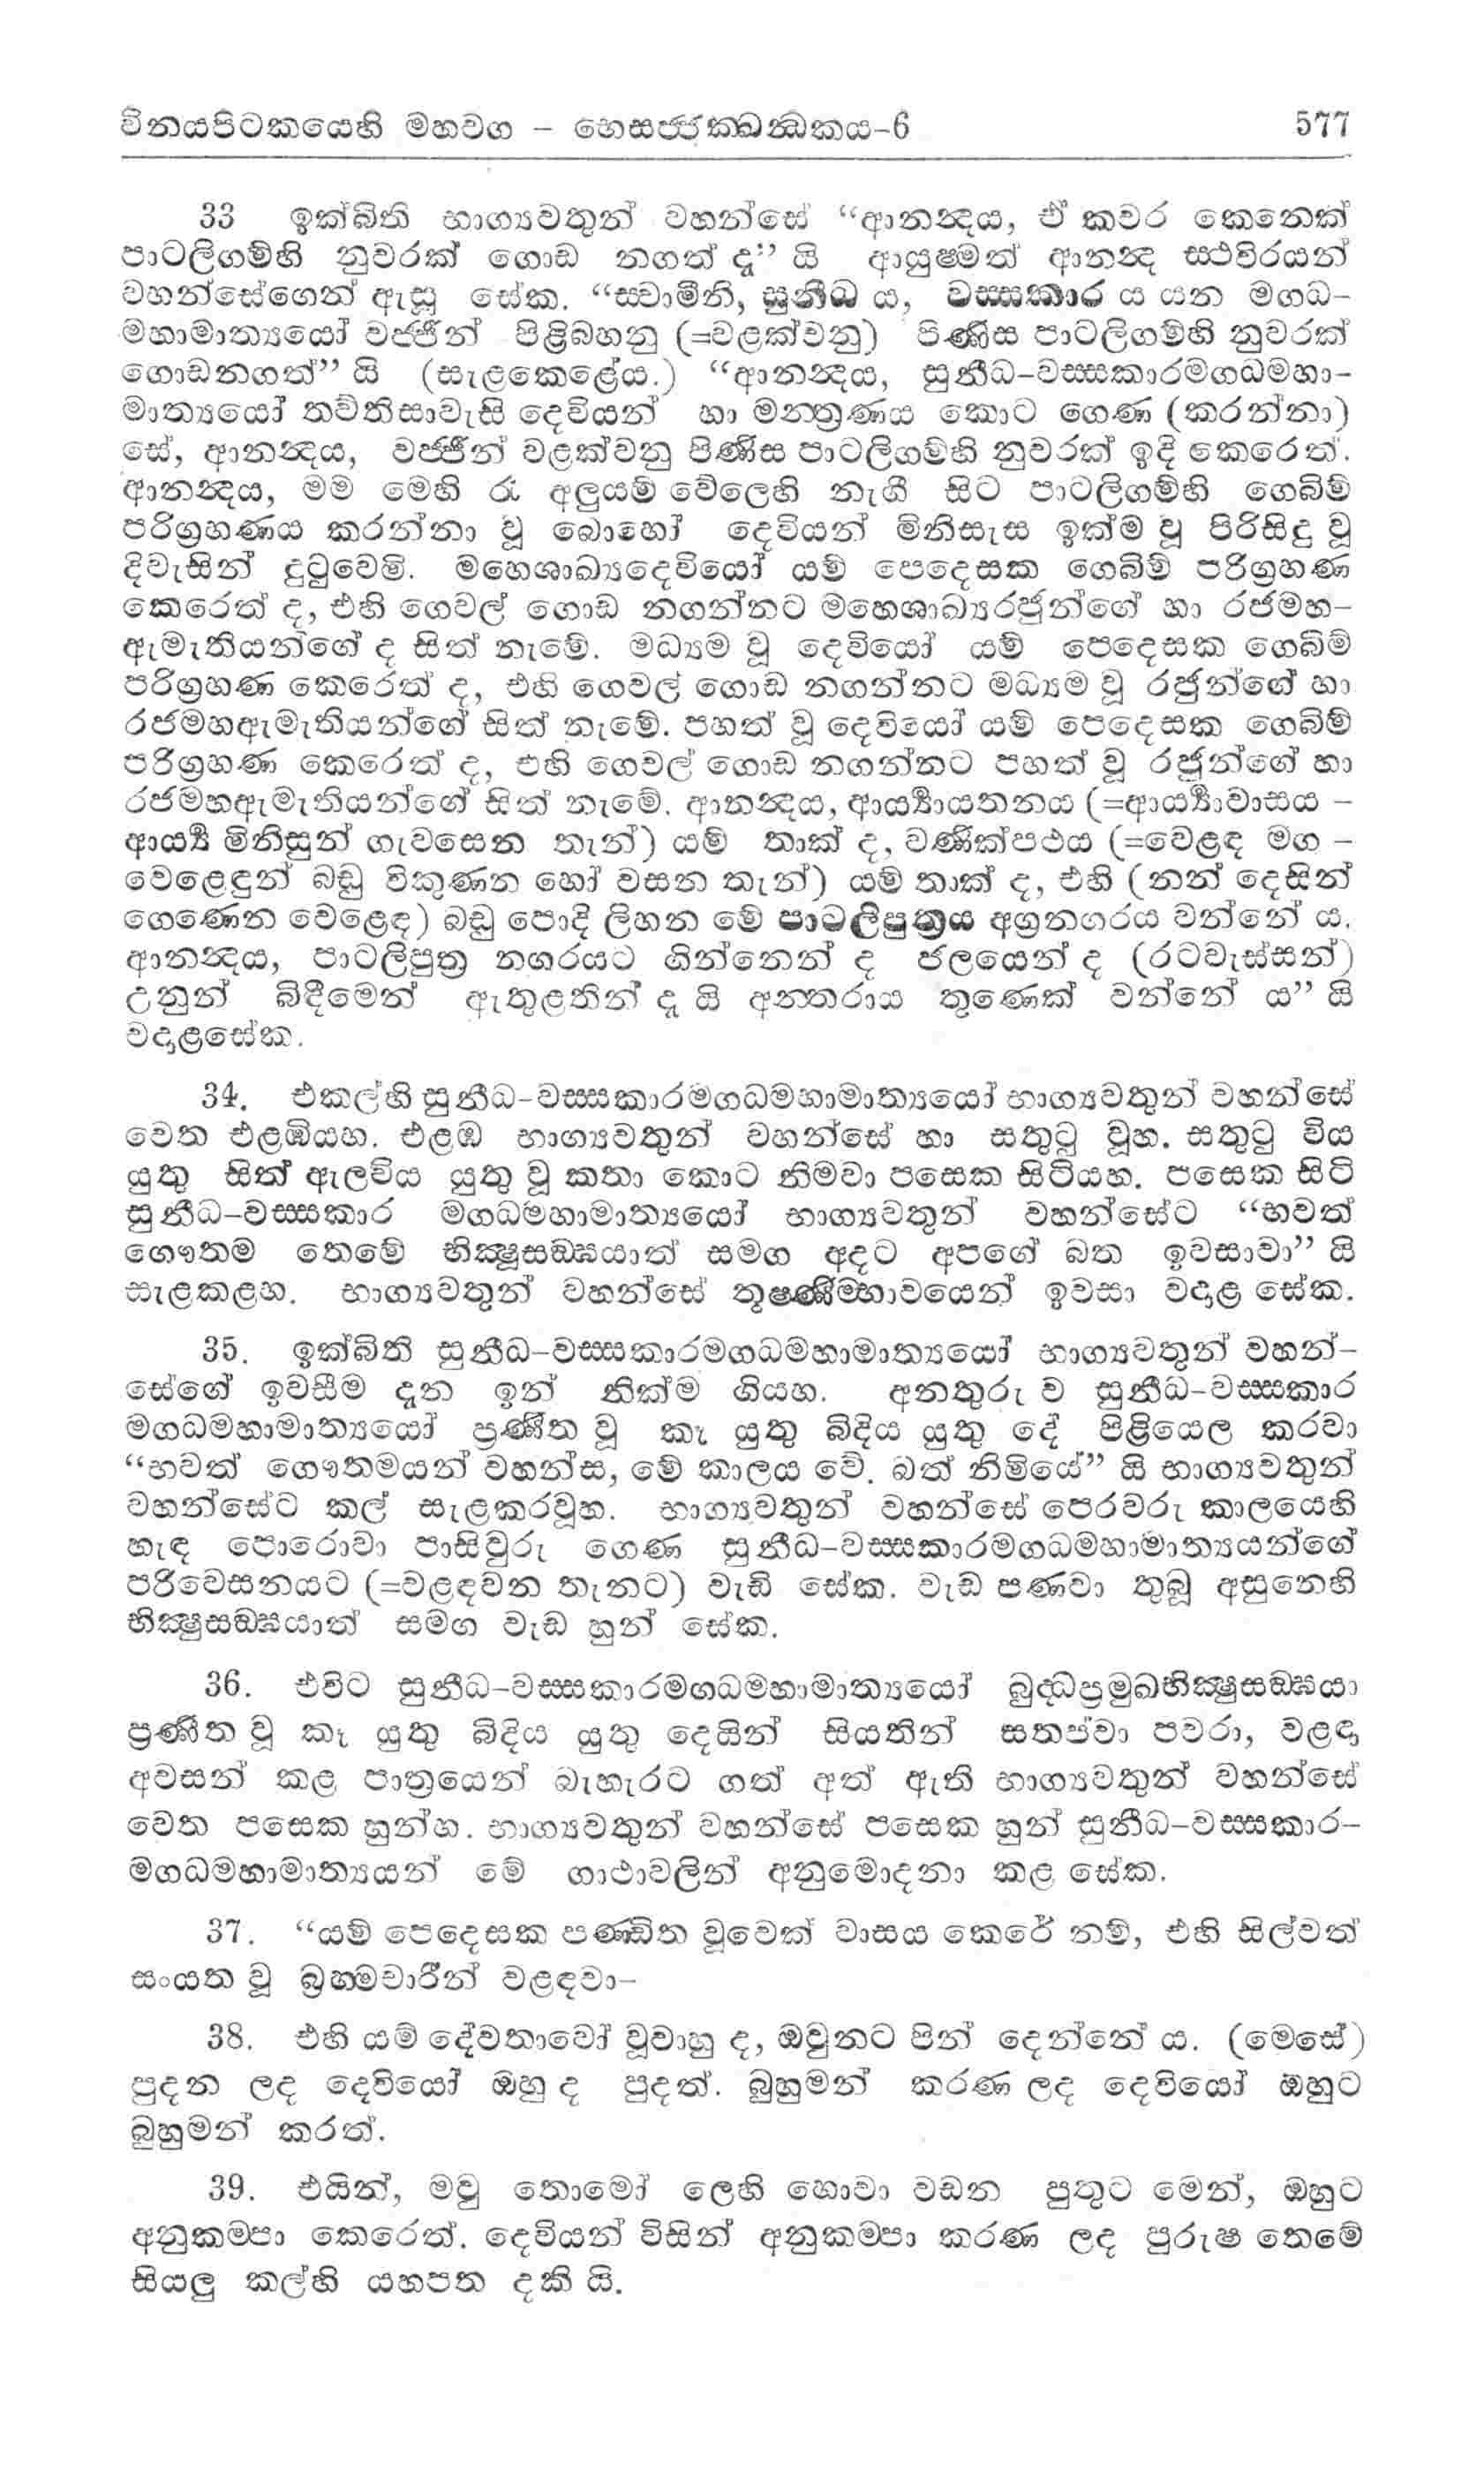 විනයපිටකයෙහි මහවග – භෙසජ්ජක්ඛන්ධකය-6 577
33 ඉක්බිති භාග්‍යවතුන් වහන්සේ “ආනන්‍දය, ඒ කවර කෙනෙක්
පාටලිගම්හි නුවරක් ගොඩ නගත් දැ” යි ආයුෂ්මත් ආනන්‍ද ස්ථවිරයන්
වහන්සේගෙන් ඇසූ සේක. “ස්වාමීනි, සුනීධ ය, වස්සකාර ය යන මගධ-
මහාමාත්‍යයෝ වජ්ජීන් පිළිබහනු (=වළක්වනු) පිණිස පාටලිගම්හි නුවරක්
ගොඩනගත්” යි (සැළකෙළේය.) “ආනන්‍දය, සුනීධ-වස්සකාරමගධමහා-
මාත්‍යයෝ තව්තිසාවැසි දෙවියන් හා මන්ත්‍රණය කොට ගෙණ (කරන්නා)
සේ, ආනන්‍දය, වජ්ජීන් වළක්වනු පිණිස පාටලිගම්හි නුවරක් ඉදි කෙරෙත්.
ආනන්‍දය, මම මෙහි රෑ අලුයම් වේලෙහි නැගී සිට පාටලිගම්හි ගෙබිම්
පරිග්‍රහණය කරන්නා වූ බොහෝ දෙවියන් මිනිසැස ඉක්ම වූ පිරිසිදු වූ
දිවැසින් දුටුවෙමි. මහෙශාඛ්‍යදෙවියෝ යම් පෙදෙසක ගෙබිම් පරිග්‍රහණ
කෙරෙත් ද, එහි ගෙවල් ගොඩ නගන්නට මහෙශාඛ්‍යරජුන්ගේ හා රජමහ-
ඇමැතියන්ගේ ද සිත් නැමේ. මධ්‍යම වූ දෙවියෝ යම් පෙදෙසක ගෙබිම්
පරිග්‍රහණ කෙරෙත් ද, එහි ගෙවල් ගොඩ නගන්නට මධ්‍යම වූ රජුන්ගේ හා
රජමහඇමැතියන්ගේ සිත් නැමේ. පහත් වූ දෙවියෝ යම් පෙදෙසක ගෙබිම්
පරිග්‍රහණ කෙරෙත් ද, එහි ගෙවල් ගොඩ නගන්නට පහත් වූ රජුන්ගේ හා
රජමහඇමැතියන්ගේ සිත් නැමේ. ආනන්‍දය, ආර්‍ය්‍යායතනය (=ආර්‍ය්‍යාවාසය –
ආර්‍ය්‍ය මිනිසුන් ගැවසෙන තැන්) යම් තාක් ද, වණික්පථය (=වෙළඳ මග –
වෙළෙඳුන් බඩු විකුණන හෝ වසන තැන්) යම් තාක් ද, එහි (නන් දෙසින්
ගෙණෙන වෙළෙඳ) බඩු පොදි ලිහන මේ පාටලිපුත්‍රය අග්‍රනගරය වන්නේ ය.
ආනන්‍දය, පාටලිපුත්‍ර නගරයට ගින්නෙන් ද ජලයෙන් ද (රටවැස්සන්)
උනුන් බිඳීමෙන් ඇතුළතින් දැ යි අන්තරාය තුණෙක් වන්නේ ය” යි
වදාළසේක.
34. එකල්හි සුනීධ-වස්සකාරමගධමහාමාත්‍යයෝ භාග්‍යවතුන් වහන්සේ
වෙත එළඹියහ. එළඹ භාග්‍යවතුන් වහන්සේ හා සතුටු වූහ. සතුටු විය
යුතු සිත් ඇලවිය යුතු වූ කතා කොට නිමවා පසෙක සිටියහ. පසෙක සිටි
සුනීධ-වස්සකාර මගධමහාමාත්‍යයෝ භාග්‍යවතුන් වහන්සේට “භවත්
ගෞතම තෙමේ භික්‍ෂුසඞ්ඝයාත් සමග අදට අපගේ බත ඉවසාවා” යි
සැළකළහ. භාග්‍යවතුන් වහන්සේ තූෂ්ණීම්භාවයෙන් ඉවසා වදාළ සේක.
35. ඉක්බිති සුනීධ-වස්සකාරමගධමහාමාත්‍යයෝ භාග්‍යවතුන් වහන්-
සේගේ ඉවසීම දැන ඉන් නික්ම ගියහ. අනතුරු ව සුනීධ-වස්සකාර
මගධමහාමාත්‍යයෝ ප්‍රණීත වූ කෑ යුතු බිදිය යුතු දේ පිළියෙල කරවා
“භවත් ගෞතමයන් වහන්ස, මේ කාලය වේ. බත් නිමියේ” යි භාග්‍යවතුන්
වහන්සේට කල් සැළකරවූහ. භාග්‍යවතුන් වහන්සේ පෙරවරු කාලයෙහි
හැඳ පොරොවා පාසිවුරු ගෙණ සුනීධ-වස්සකාරමගධමහාමාත්‍යයන්ගේ
පරිවෙසනයට (=වළඳවන තැනට) වැඩි සේක. වැඩ පණවා තුබූ අසුනෙහි
භික්‍ෂුසඞ්ඝයාත් සමග වැඩ හුන් සේක.
36. එවිට සුනීධ-වස්සකාරමගධමහාමාත්‍යයෝ බුද්ධප්‍රමුඛභික්‍ෂුසඞ්ඝයා
ප්‍රණීත වූ කෑ යුතු බිදිය යුතු දෙයින් සියතින් සතප්වා පවරා, වළඳා
අවසන් කළ පාත්‍රයෙන් බැහැරට ගත් අත් ඇති භාග්‍යවතුන් වහන්සේ
වෙත පසෙක හුන්හ. භාග්‍යවතුන් වහන්සේ පසෙක හුන් සුනීධ-වස්සකාර-
මගධමහාමාත්‍යයන් මේ ගාථාවලින් අනුමොදනා කළ සේක.
37. “යම් පෙදෙසක පණ්ඩිත වූවෙක් වාසය කෙරේ නම්, එහි සිල්වත්
සංයත වූ බ්‍රහ්මචාරීන් වළඳවා-
38. එහි යම් දේවතාවෝ වූවාහු ද, ඔවුනට පින් දෙන්නේ ය. (මෙසේ)
පුදන ලද දෙවියෝ ඔහු ද පුදත්. බුහුමන් කරණ ලද දෙවියෝ ඔහුට
බුහුමන් කරත්.
39. එයින්, මවු තොමෝ ලෙහි හොවා වඩන පුතුට මෙන්, ඔහුට
අනුකම්පා කෙරෙත්. දෙවියන් විසින් අනුකම්පා කරණ ලද පුරුෂ තෙමේ
සියලු කල්හි යහපත දකි යි.